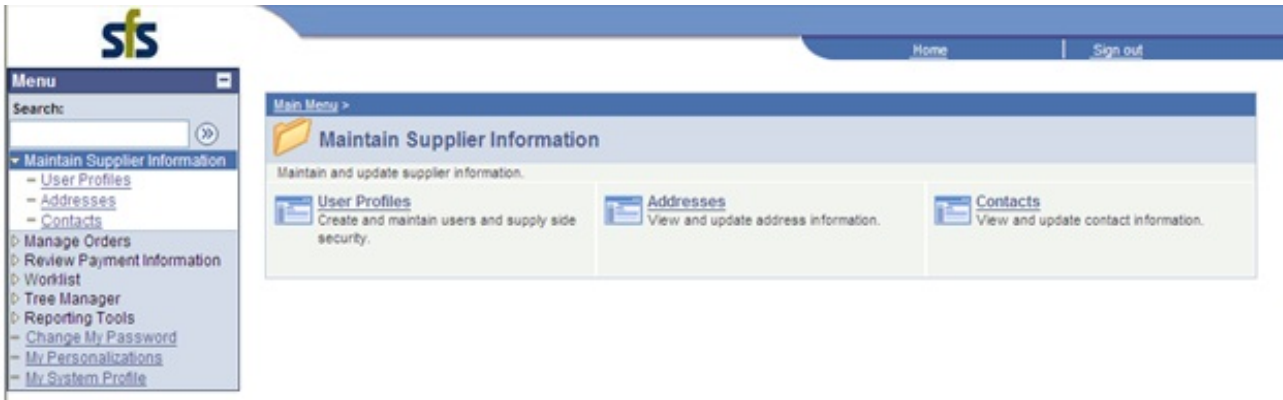 sfs
Home | Sign out
Menu
Search:
Maintain Supplier Information
User Profiles
Addresses
Contacts
Manage Orders
Review Payment Information
Worklist
Tree Manager
Reporting Tools
Change My Password
My Personalizations
My System Profile
Main Menu >
Maintain Supplier Information
Maintain and update supplier information.
User Profiles
Create and maintain users and supply side
security.
Addresses
View and update address information.
Contacts
View and update contact information.